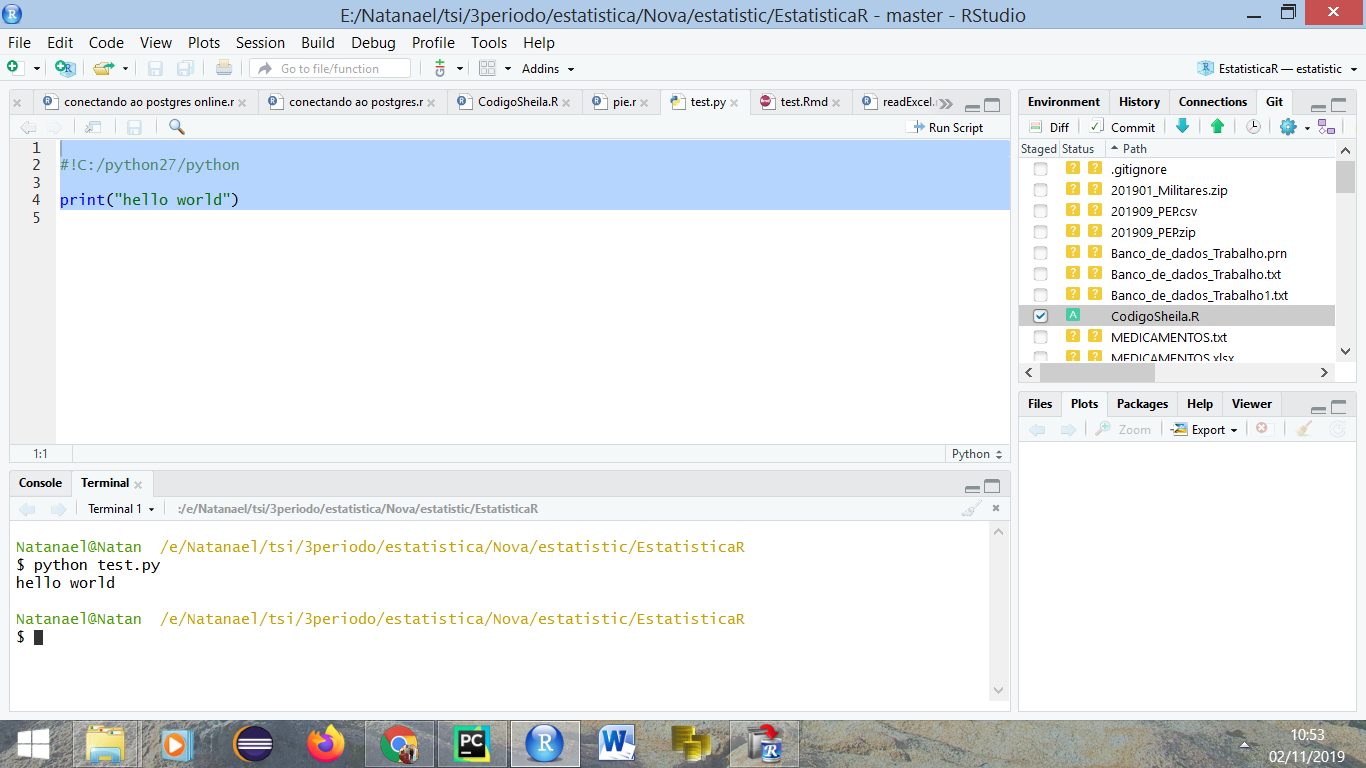 E:/Natanael/tsi/3periodo/estatistica/Nova/estatistic/EstatisticaR - master - RStudio
File Edit Code View Plots Session Build Debug Profile Tools Help
Go to file/function Addins EstatisticaR — estatistic
conectando ao postgres online.r conectando ao postgres.r CodigoSheila.R pie.r test.py test.Rmd readExcel.
Run Script
1
2 #!C:/python27/python
3
4 print("hello world")
5
1:1 Python
Console Terminal
Terminal 1 :/e/Natanael/tsi/3periodo/estatistica/Nova/estatistic/EstatisticaR
Natanael@Natan /e/Natanael/tsi/3periodo/estatistica/Nova/estatistic/EstatisticaR
$ python test.py
hello world
Natanael@Natan /e/Natanael/tsi/3periodo/estatistica/Nova/estatistic/EstatisticaR
$
Environment History Connections Git
Diff Commit
Staged Status Path
.gitignore
201901_Militares.zip
201909_PEP.csv
201909_PEP.zip
Banco_de_dados_Trabalho.prn
Banco_de_dados_Trabalho.txt
Banco_de_dados_Trabalho1.txt
A CodigoSheila.R
MEDICAMENTOS.txt
MEDICAMENTOS.xlsx
Files Plots Packages Help Viewer
Zoom Export
10:53
02/11/2019